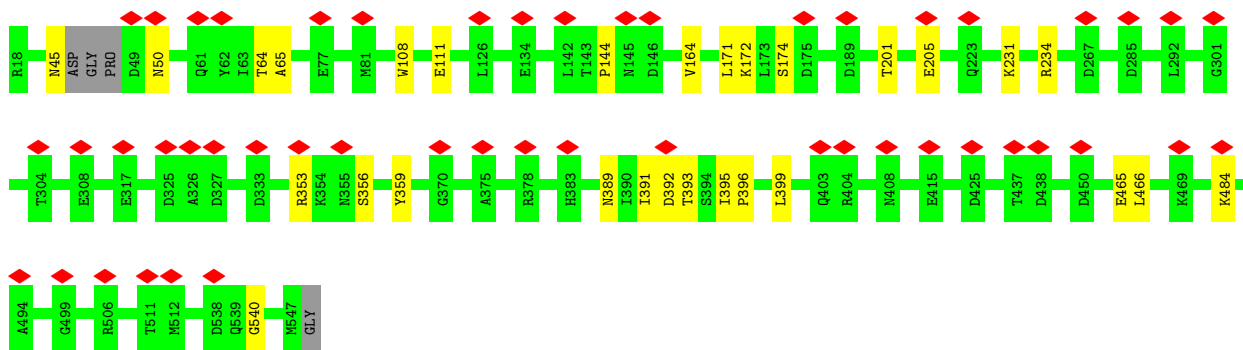 R18 N45 ASP GLY PRO D49 N50 Q61 Y62 I63 T64 A65 E77 M81 W108 E111 L126 E134 L142 T143 P144 N145 D146 V164 L171 K172 L173 S174 D175 D189 T201 E205 Q223 K231 R234 D267 D285 L292 G301
T304 E308 E317 D325 A326 D327 D333 R353 K354 N355 S356 Y359 G370 A375 R378 H383 N389 I390 I391 D392 T393 S394 I395 P396 L399 Q403 R404 N408 E415 D425 T437 D438 D450 E465 L466 K469 K484
A494 G499 R506 T511 M512 D538 Q539 G540 M547 GLY